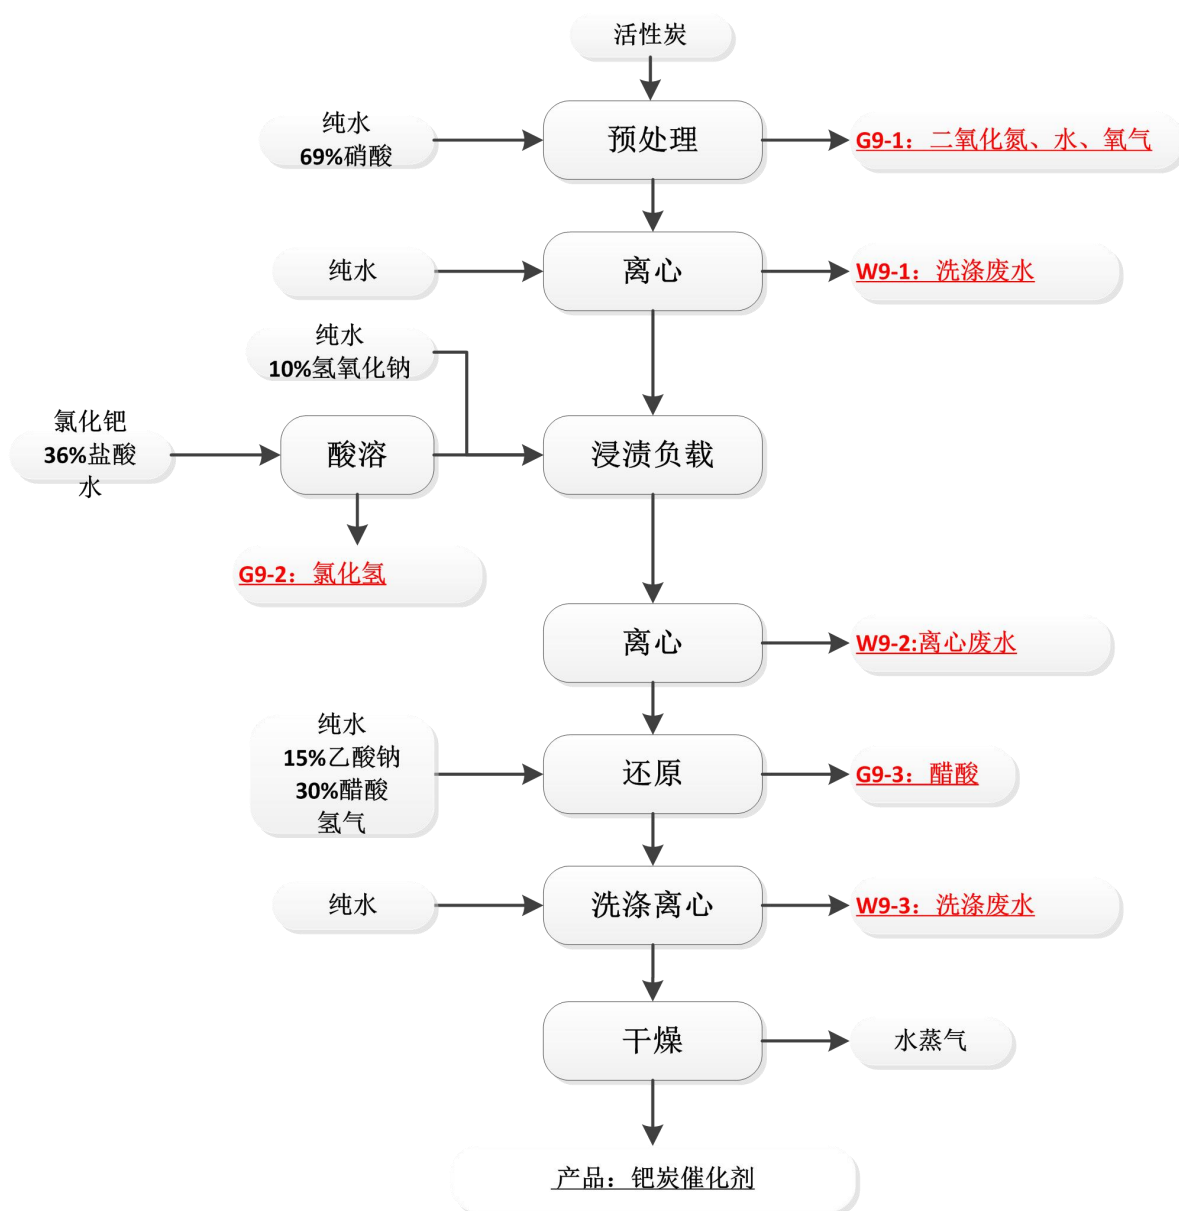 活性炭
纯水
69%硝酸
预处理
G9-1：二氧化氮、水、氧气
纯水
离心
W9-1：洗涤废水
纯水
10%氢氧化钠
氯化钯
36%盐酸
水
酸溶
浸渍负载
G9-2：氯化氢
离心
W9-2:离心废水
纯水
15%乙酸钠
30%醋酸
氢气
还原
G9-3：醋酸
纯水
洗涤离心
W9-3：洗涤废水
干燥
水蒸气
产品：钯炭催化剂